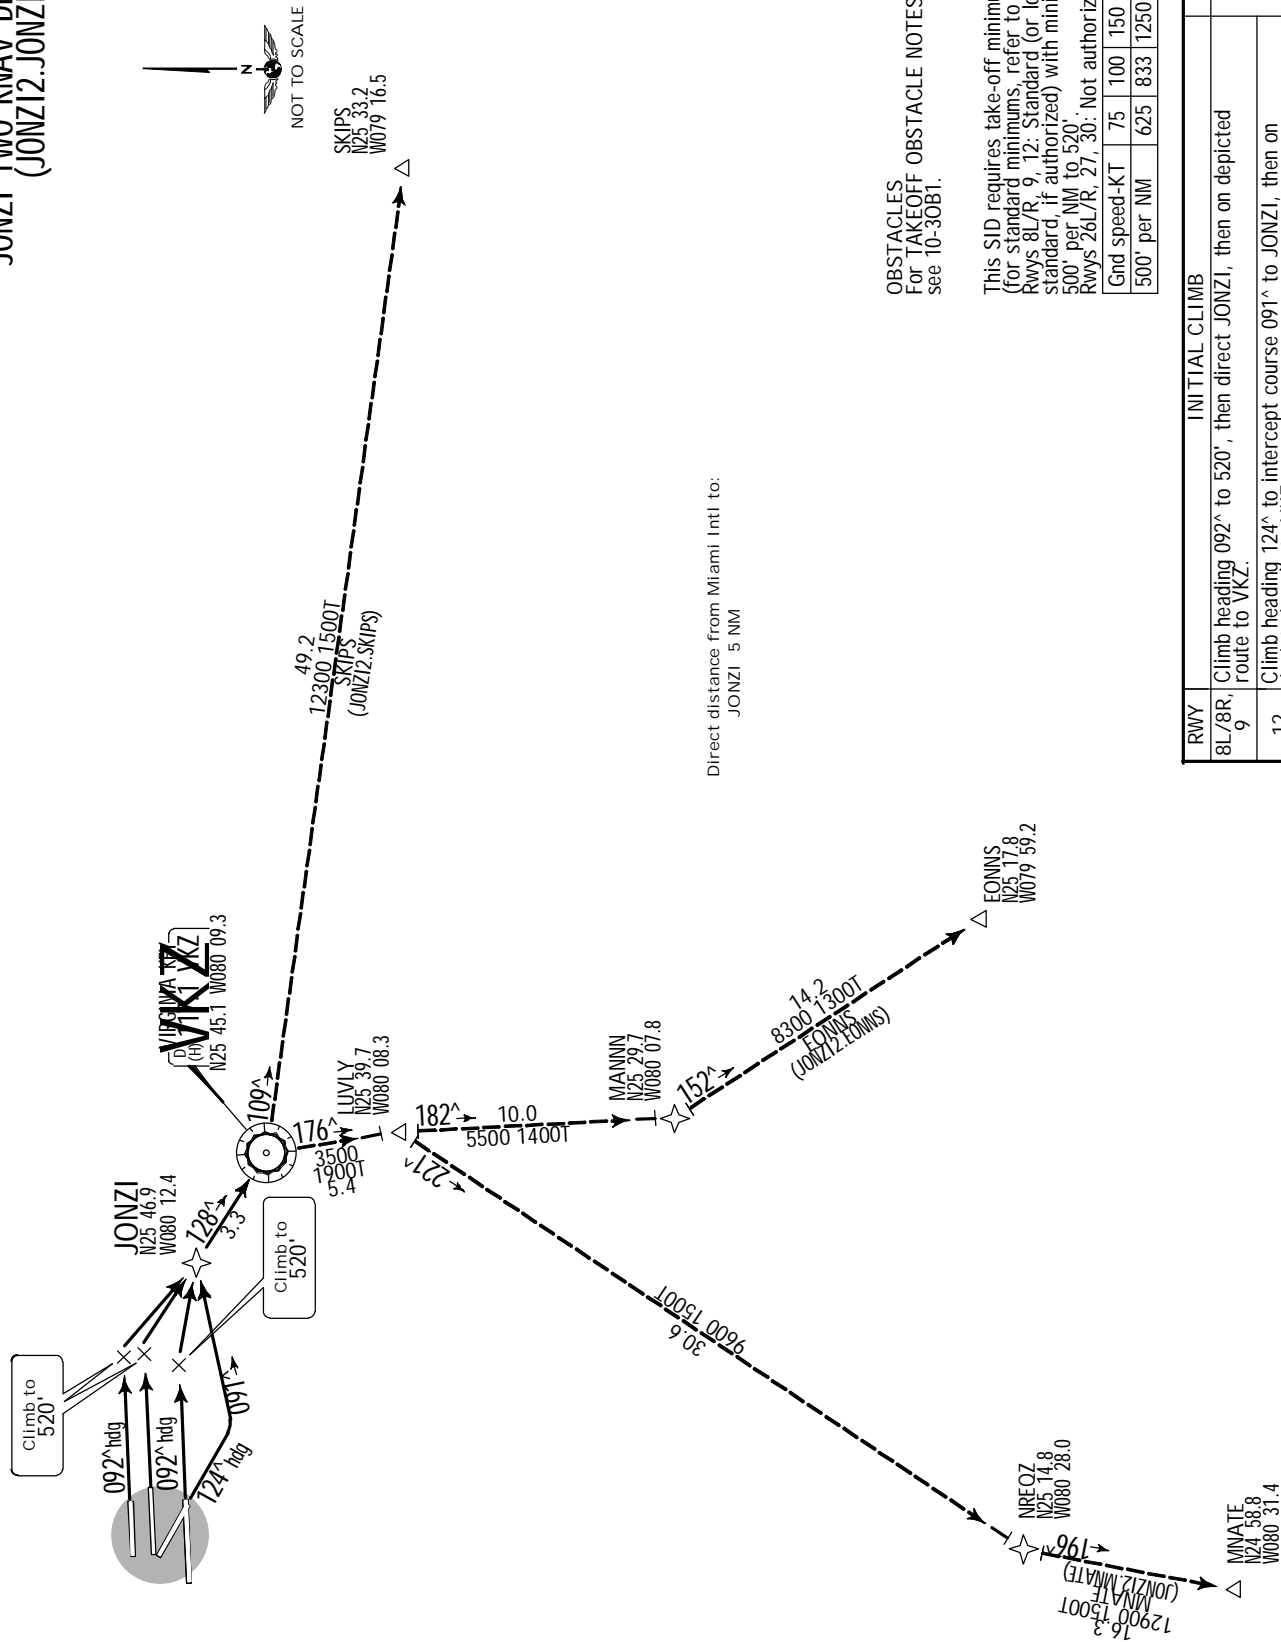 (JONZI2.JONZI
NOT TO SCALE
N
SKIPS
N25 33.2
W079 16.5
49.2
12300 1500T
SKIPS
(JONZI2.SKIPS)
109^
VIRGINIA KEY
VKZ
N25 45.1 W080 09.3
JONZI
N25 46.9
W080 12.4
128^
3.3
Climb to
520'
Climb to
520'
092^hdg
092^hdg
124^hdg
091^
176^
3500
1900T
5.4
LUVLY
N25 39.7
W080 08.3
182^
10.0
5500 1400T
221^
MANNN
N25 29.7
W080 07.8
152^
14.2
8300 1300T
EONNS
(JONZI2.EONNS)
EONNS
N25 17.8
W079 59.2
9600 1500T
30.6
NREQZ
N25 14.8
W080 28.0
196^
(JONZI2.MNATE)
MNATE
12900 1500T
16.3
MNATE
N24 58.8
W080 31.4
Direct distance from Miami Intl to:
JONZI 5 NM
OBSTACLES
For TAKEOFF OBSTACLE NOTES
see 10-3OB1.
This SID requires take-off minim
(for standard minimums, refer to
Rwys 8L/R, 9, 12: Standard (or lo
standard, if authorized) with mini
500' per NM to 520'.
Rwys 26L/R, 27, 30: Not authoriz
Gnd speed-KT 75 100 150
500' per NM 625 833 1250
RWY INITIAL CLIMB
8L/8R, 9 Climb heading 092^ to 520', then direct JONZI, then on depicted
route to VKZ.
12 Climb heading 124^ to intercept course 091^ to JONZI, then on